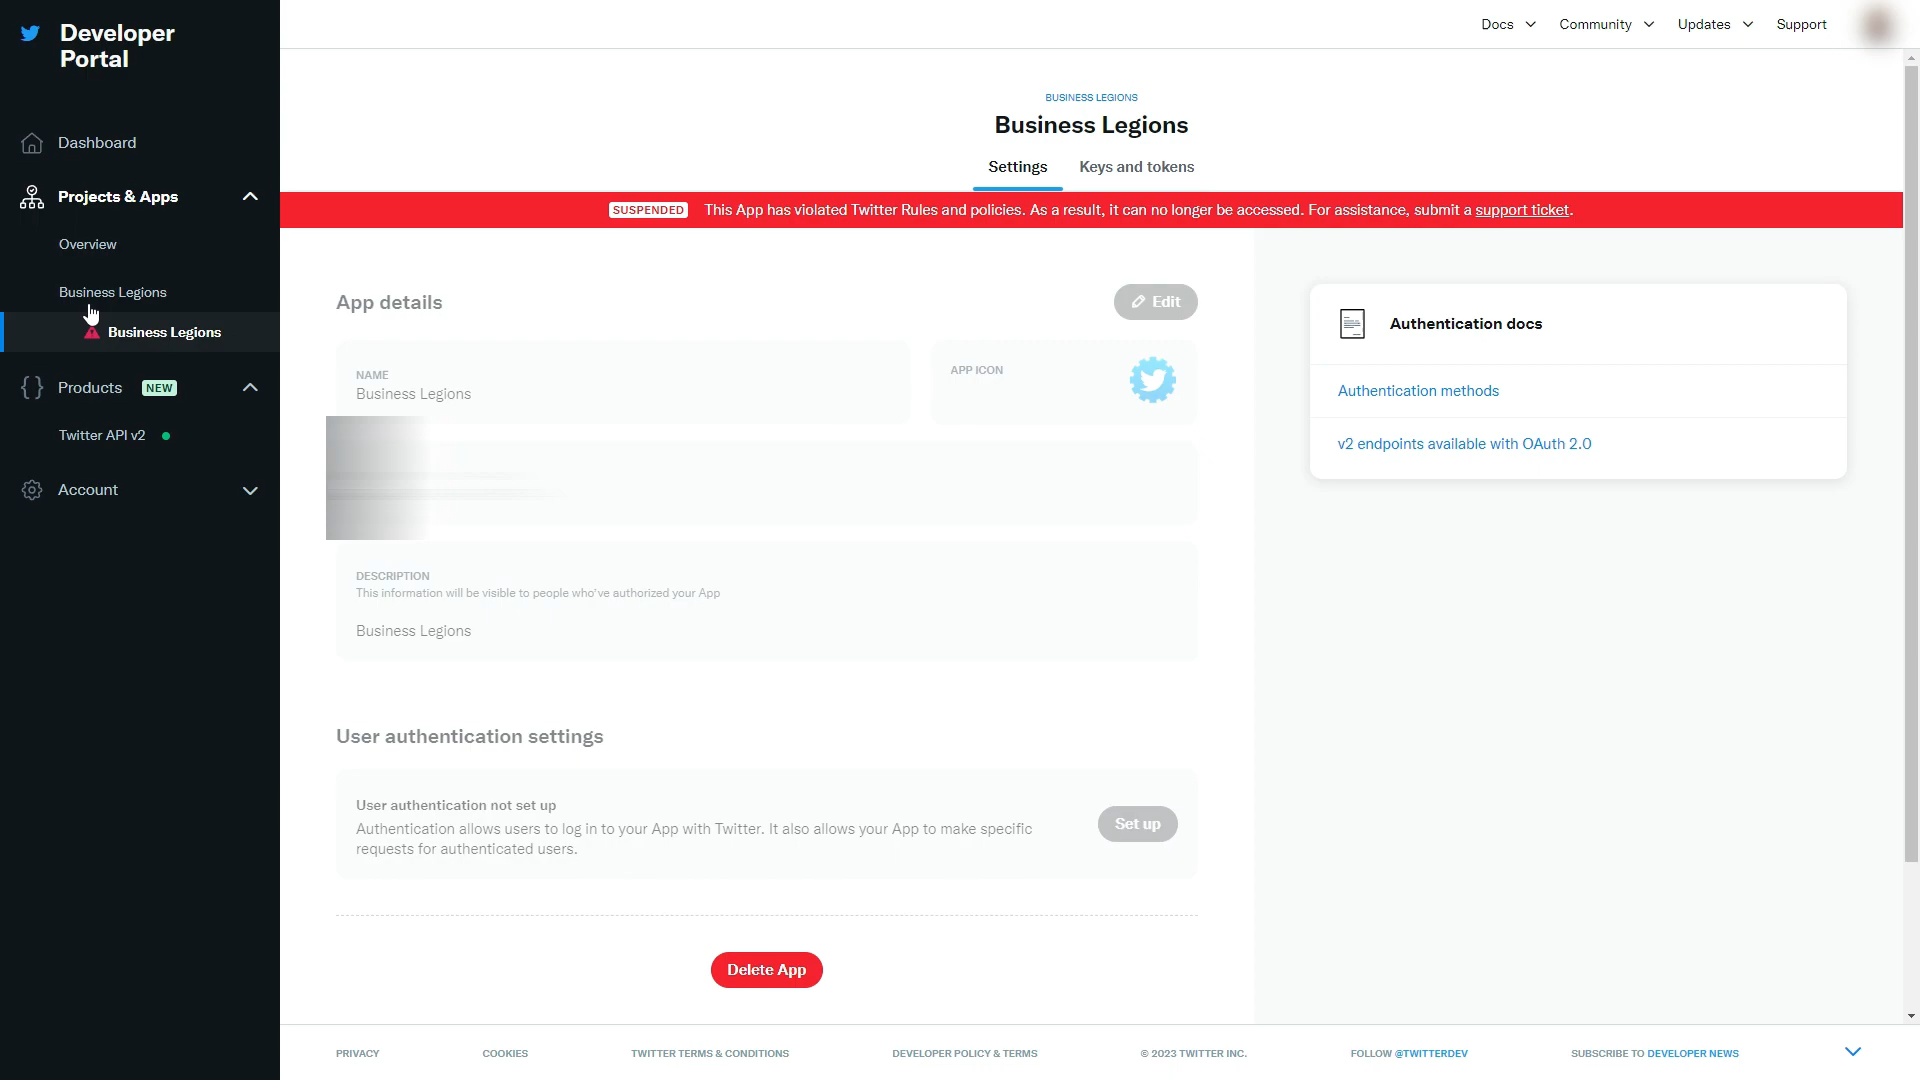 Developer
Portal
Docs
Community
Updates
Support
Dashboard
Projects & Apps
Overview
Business Legions
Business Legions
Products NEW
Twitter API v2
Account
BUSINESS LEGIONS
Business Legions
Settings
Keys and tokens
SUSPENDED This App has violated Twitter Rules and policies. As a result, it can no longer be accessed. For assistance, submit a support ticket.
App details
Edit
NAME
Business Legions
APP ICON
DESCRIPTION
This information will be visible to people who've authorized your App
Business Legions
User authentication settings
User authentication not set up
Authentication allows users to log in to your App with Twitter. It also allows your App to make specific
requests for authenticated users.
Set up
Delete App
Authentication docs
Authentication methods
v2 endpoints available with OAuth 2.0
PRIVACY
COOKIES
TWITTER TERMS & CONDITIONS
DEVELOPER POLICY & TERMS
© 2023 TWITTER INC.
FOLLOW @TWITTERDEV
SUBSCRIBE TO DEVELOPER NEWS